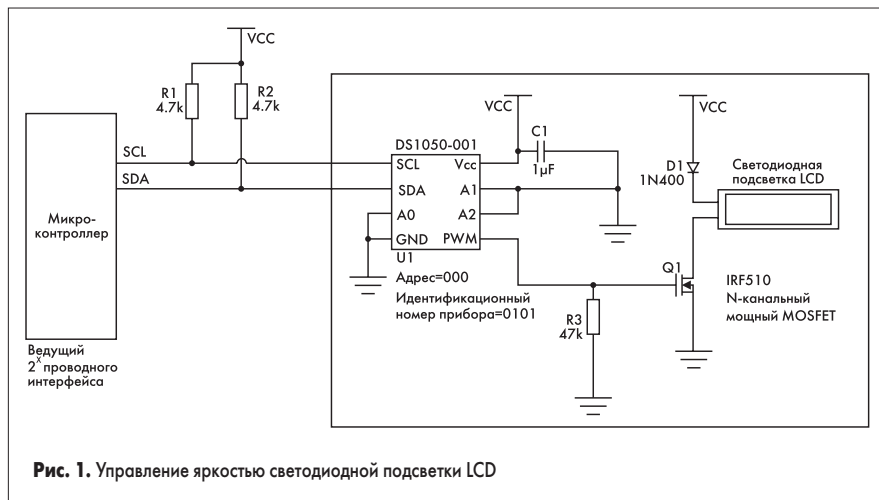 VCC
R1
4.7k
R2
4.7k
SCL
SDA
Микро-
контроллер
Ведущий
2х проводного
интерфейса
DS1050-001
SCL
Vcc
SDA
A1
A0
A2
GND
PWM
U1
Адрес=000
Идентификационный
номер прибора=0101
VCC
C1
1µF
VCC
D1
1N400
Светодиодная
подсветка LCD
Q1
IRF510
N-канальный
мощный MOSFET
R3
47k
Рис. 1. Управление яркостью светодиодной подсветки LCD